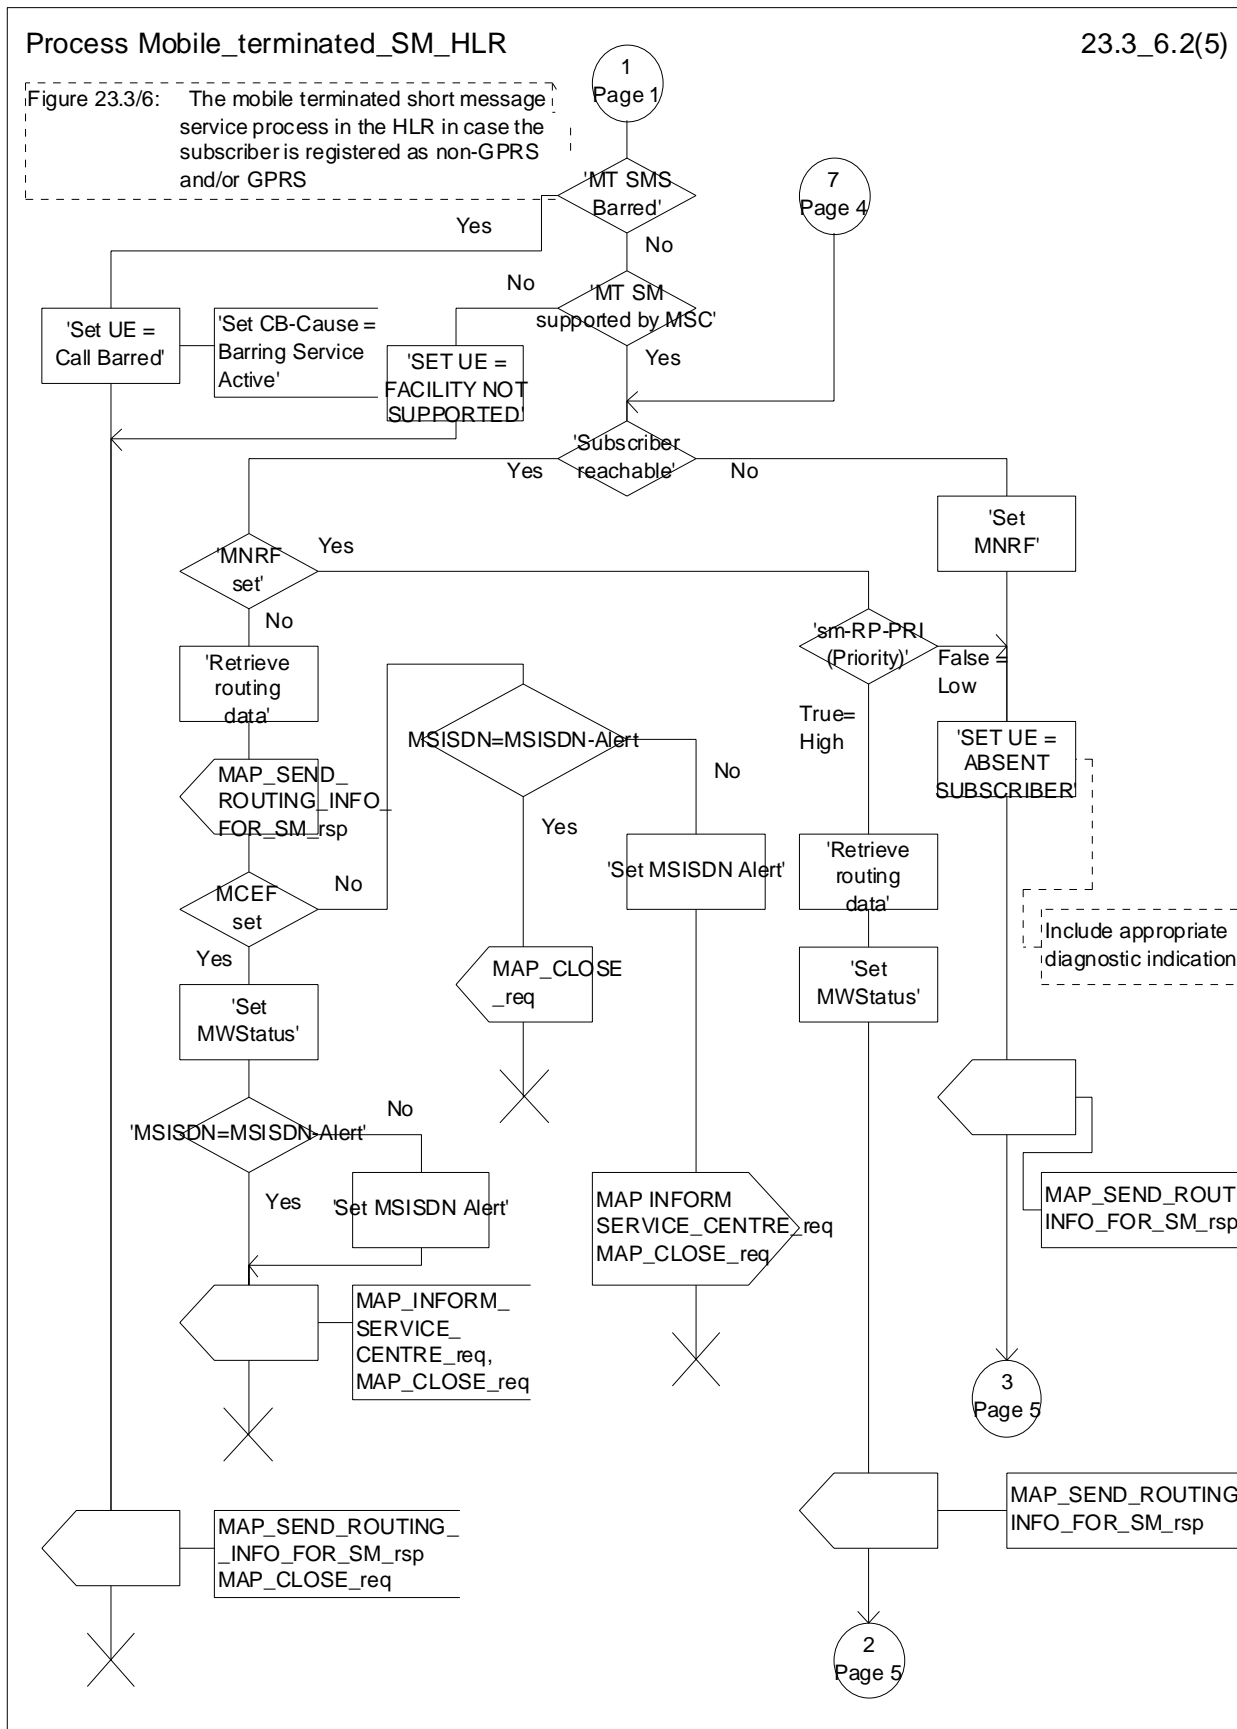 Process Mobile_terminated_SM_HLR
23.3_6.2(5)
1
Page 1
Figure 23.3/6: The mobile terminated short message
service process in the HLR in case the
subscriber is registered as non-GPRS
and/or GPRS
'MT SMS
Barred'
7
Page 4
Yes
No
No
'MT SM
supported by MSC'
'Set UE =
Call Barred'
'Set CB-Cause =
Barring Service
Active'
'SET UE =
FACILITY NOT
SUPPORTED'
Yes
'Subscriber
reachable'
Yes
No
'Set
MNRF'
'MNRF
set'
Yes
No
'sm-RP-PRI
(Priority)'
False =
Low
True=
High
'Retrieve
routing
data'
MSISDN=MSISDN-Alert
No
Yes
'SET UE =
ABSENT
SUBSCRIBER'
MAP_SEND_
ROUTING_INFO_
FOR_SM_rsp
'Set MSISDN Alert'
'Retrieve
routing
data'
MCEF
set
No
Yes
Include appropriate
diagnostic indication
MAP_CLOSE
_req
'Set
MWStatus'
'Set
MWStatus'
'MSISDN=MSISDN-Alert'
No
Yes
'Set MSISDN Alert'
MAP INFORM
SERVICE_CENTRE_req
MAP_CLOSE_req
MAP_SEND_ROUTI
INFO_FOR_SM_rsp
MAP_INFORM_
SERVICE_
CENTRE_req,
MAP_CLOSE_req
3
Page 5
MAP_SEND_ROUTING_
_INFO_FOR_SM_rsp
MAP_CLOSE_req
MAP_SEND_ROUTING
INFO_FOR_SM_rsp
2
Page 5